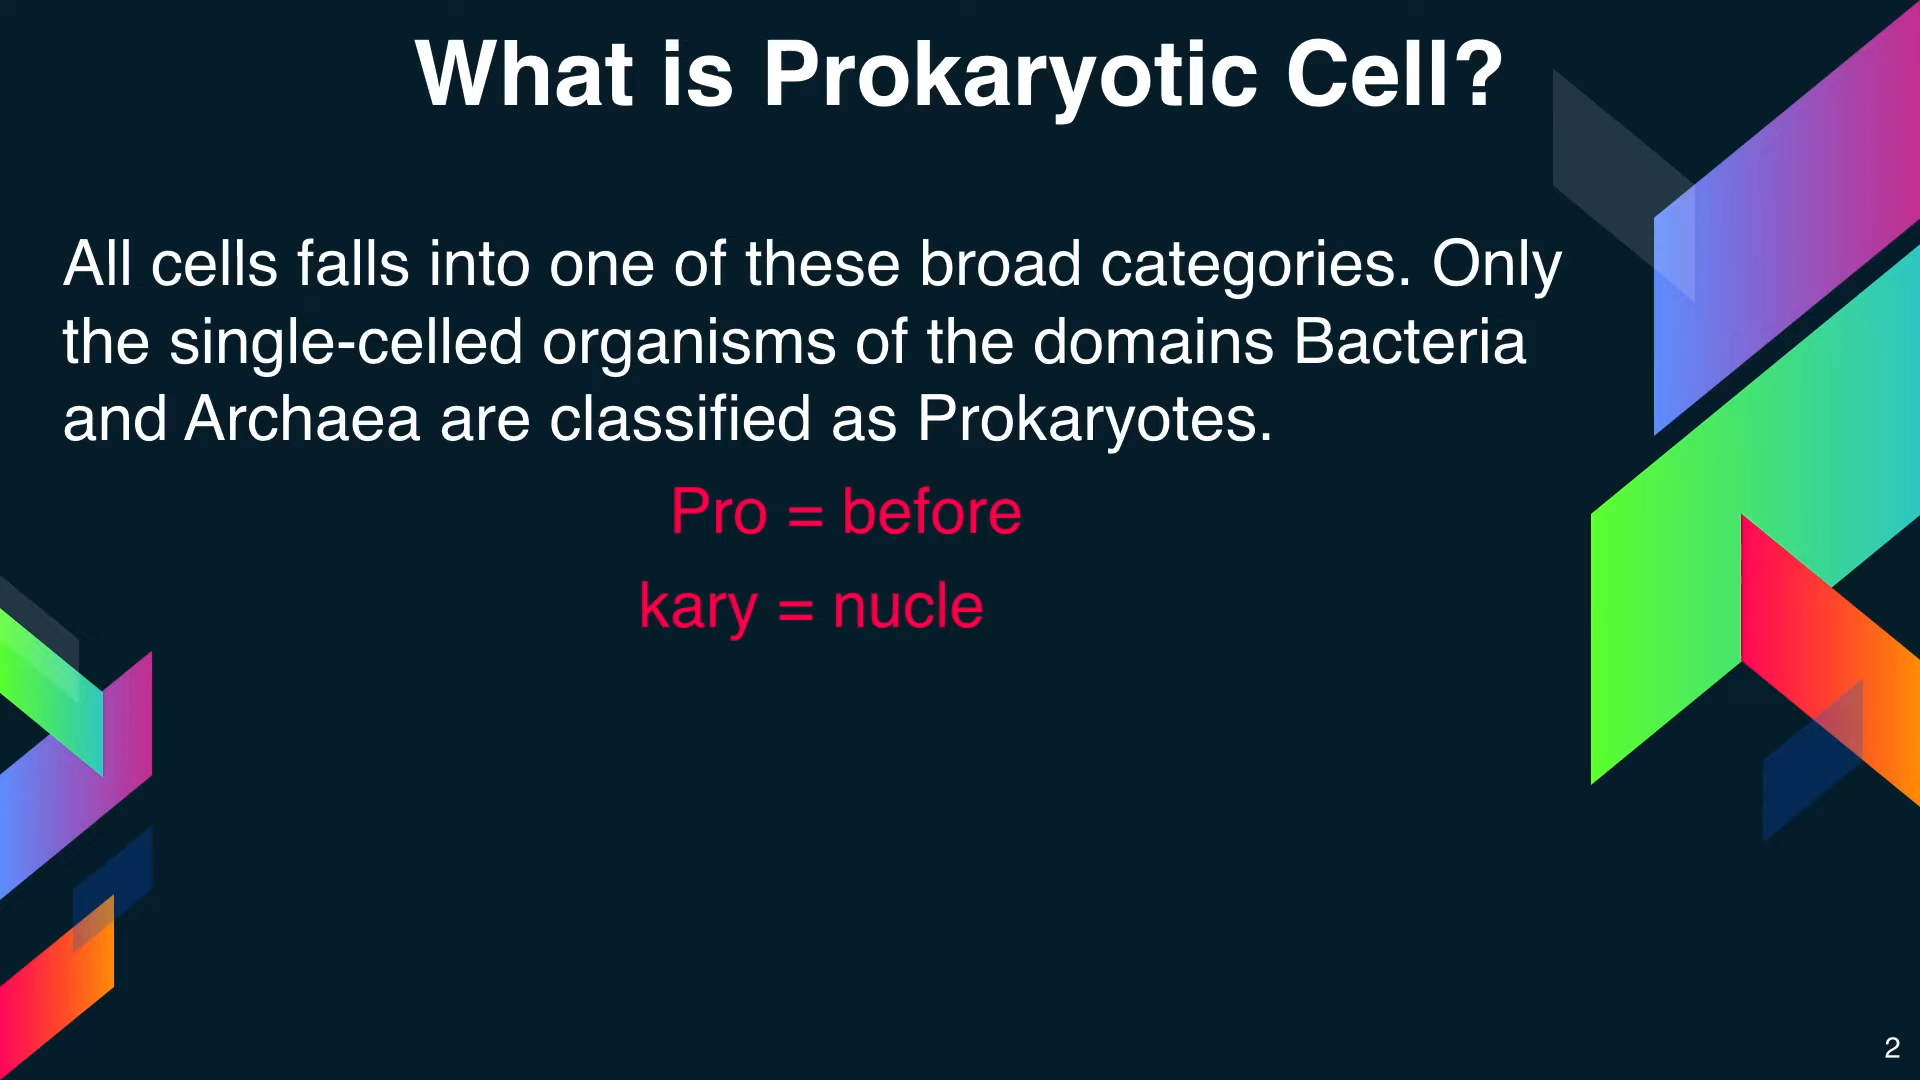 What is Prokaryotic Cell?
All cells falls into one of these broad categories. Only
the single-celled organisms of the domains Bacteria
and Archaea are classified as Prokaryotes.
Pro = before
kary = nucle
2